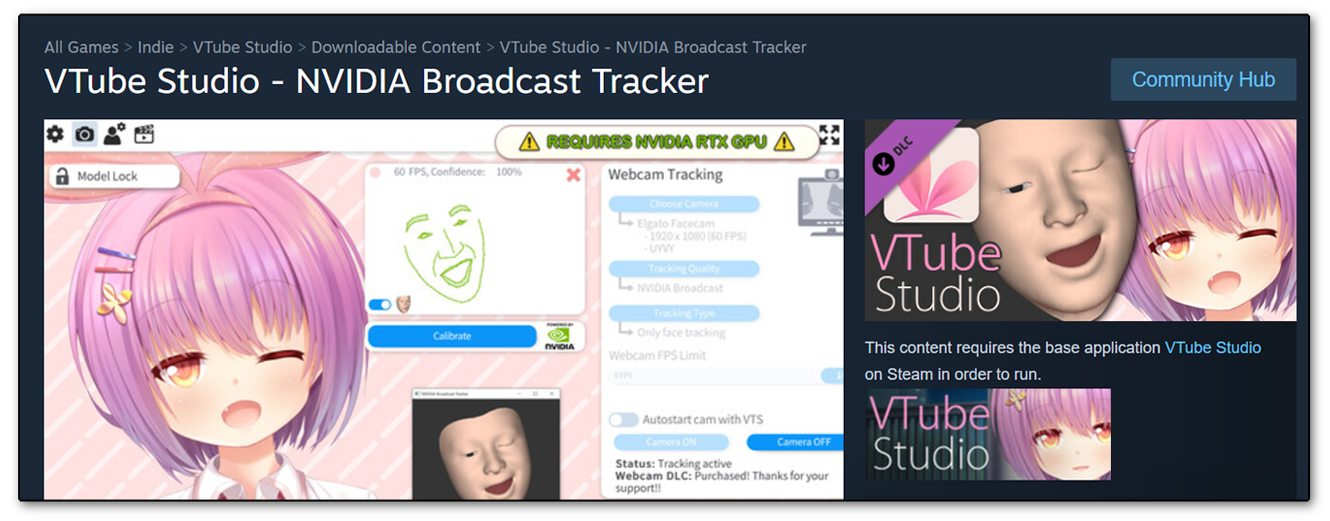 All Games > Indie > VTube Studio > Downloadable Content > VTube Studio - NVIDIA Broadcast Tracker
VTube Studio - NVIDIA Broadcast Tracker
Community Hub
REQUIRES NVIDIA RTX GPU
Model Lock
60 FPS, Confidence: 100%
Calibrate
POWERED BY
NVIDIA
NVIDIA Broadcast Tracker
Webcam Tracking
Choose Camera
Elgato Facecam
- 1920 x 1080 (60 FPS)
- UYVY
Tracking Quality
NVIDIA Broadcast
Tracking Type
Only face tracking
Webcam FPS Limit
0 FPS
Autostart cam with VTS
Camera ON
Camera OFF
Status: Tracking active
Webcam DLC: Purchased! Thanks for your
support!!
DLC
VTube
Studio
This content requires the base application VTube Studio
on Steam in order to run.
VTube
Studio